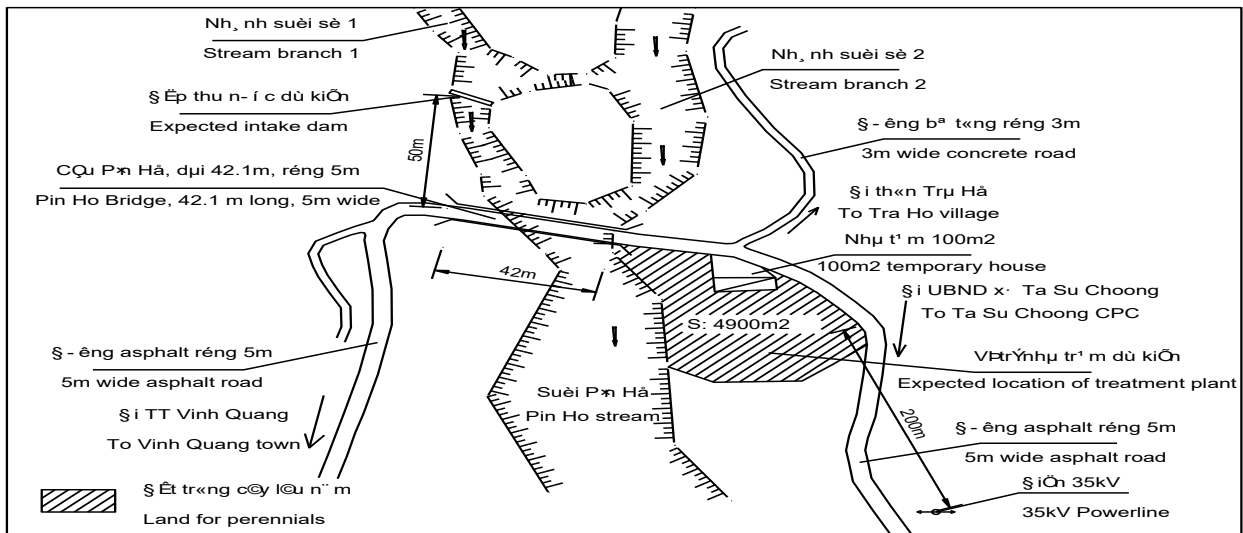 Nh¸nh suèi sè 1
Stream branch 1
§Ëp thu n-íc dù kiÕn
Expected intake dam
50m
CÇu Pнn Hå, dµi 42.1m, réng 5m
Pin Ho Bridge, 42.1 m long, 5m wide
Nh¸nh suèi sè 2
Stream branch 2
§-êng bª t«ng réng 3m
3m wide concrete road
§i th«n Trµ Hå
To Tra Ho village
Nhµ t¹m 100m2
100m2 temporary house
42m
§i UBND x· Ta Su Choong
To Ta Su Choong CPC
S: 4900m2
VÞ trÝ nhµ tr¹m dù kiÕn
Expected location of treatment plant
§-êng asphalt réng 5m
5m wide asphalt road
§i TT Vinh Quang
To Vinh Quang town
Suèi Pнn Hå
Pin Ho stream
200m
§-êng asphalt réng 5m
5m wide asphalt road
§iÖn 35kV
35kV Powerline
§Êt trång c©y l©u n¨m
Land for perennials